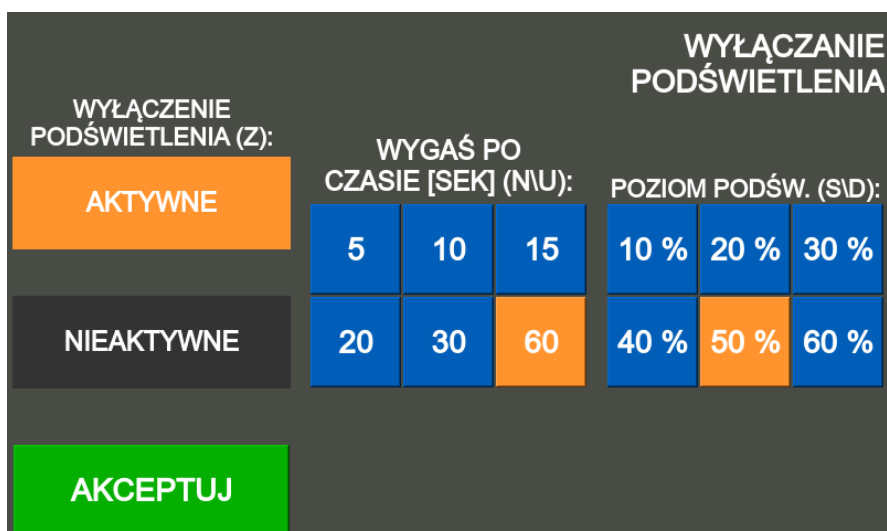 WYŁĄCZANIE
PODŚWIETLENIA
WYŁĄCZENIE
PODŚWIETLENIA (Z):
AKTYWNE
NIEAKTYWNE
WYGAŚ PO
CZASIE [SEK] (N\U):
5 10 15
20 30 60
POZIOM PODŚW. (S\D):
10 % 20 % 30 %
40 % 50 % 60 %
AKCEPTUJ